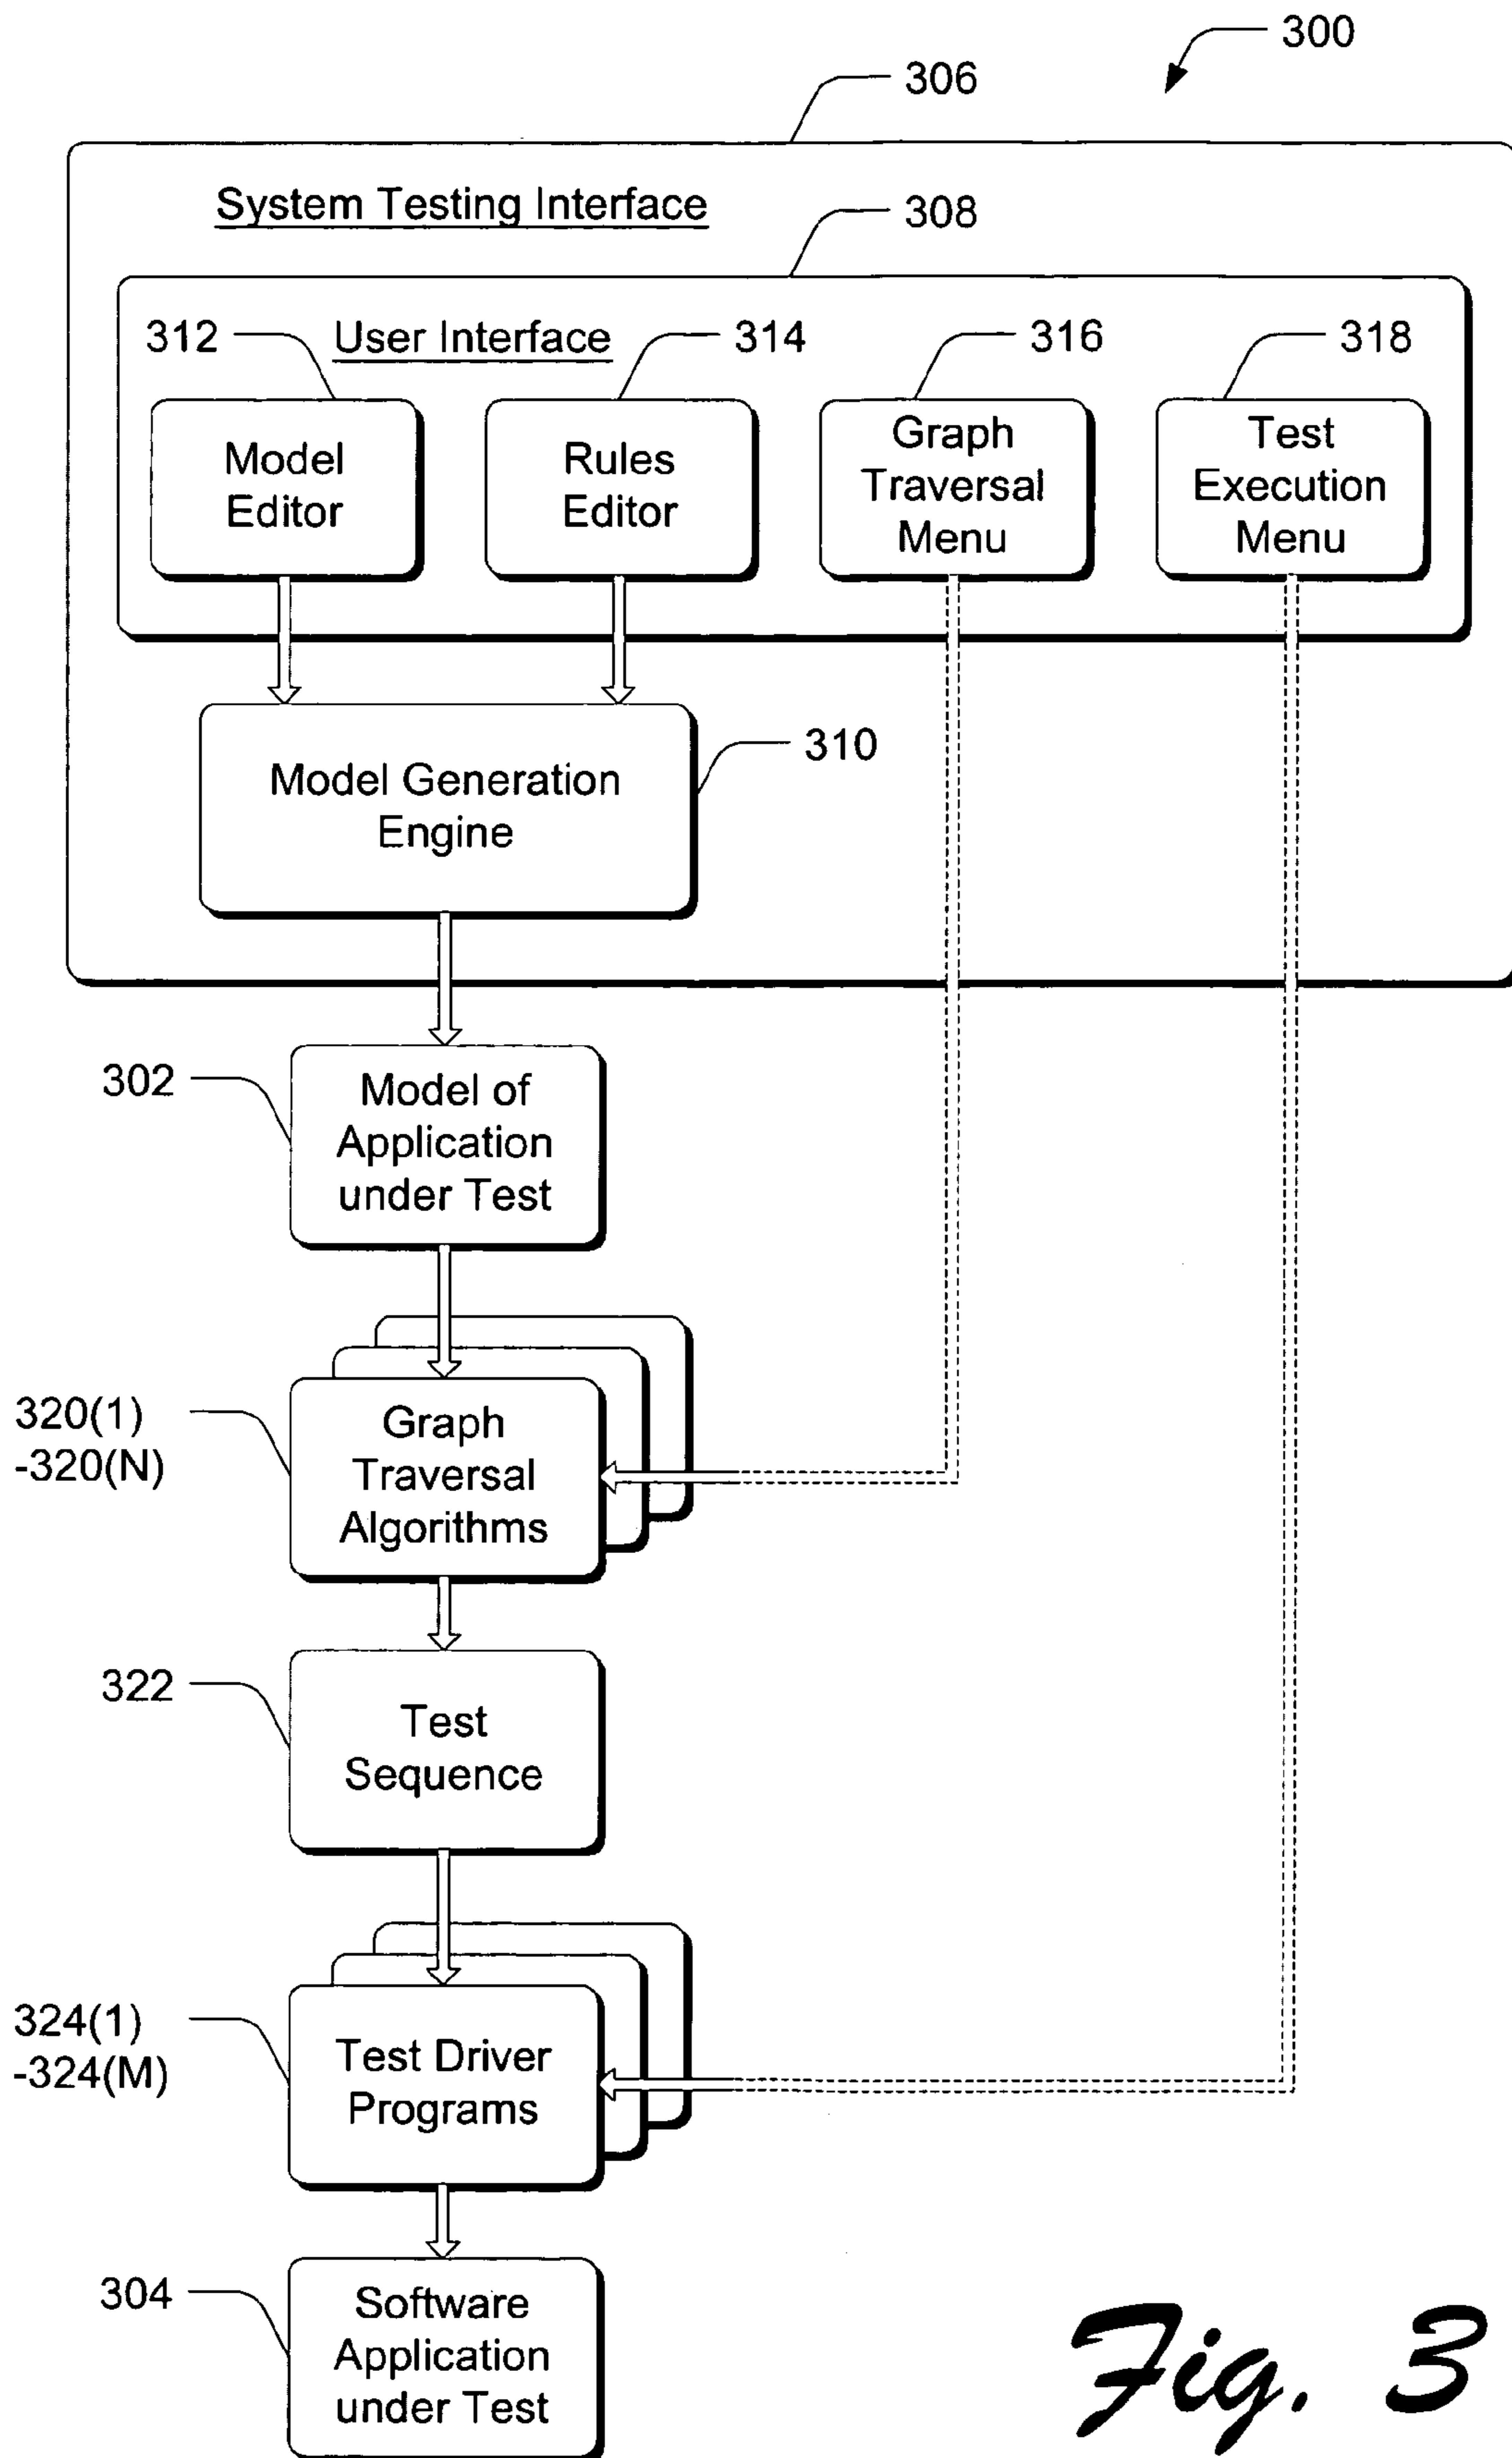 300
306
System Testing Interface
308
312
User Interface
314
316
318
Model
Editor
Rules
Editor
Graph
Traversal
Menu
Test
Execution
Menu
310
Model Generation
Engine
302
Model of
Application
under Test
320(1)
-320(N)
Graph
Traversal
Algorithms
322
Test
Sequence
324(1)
-324(M)
Test Driver
Programs
304
Software
Application
under Test
Fig. 3